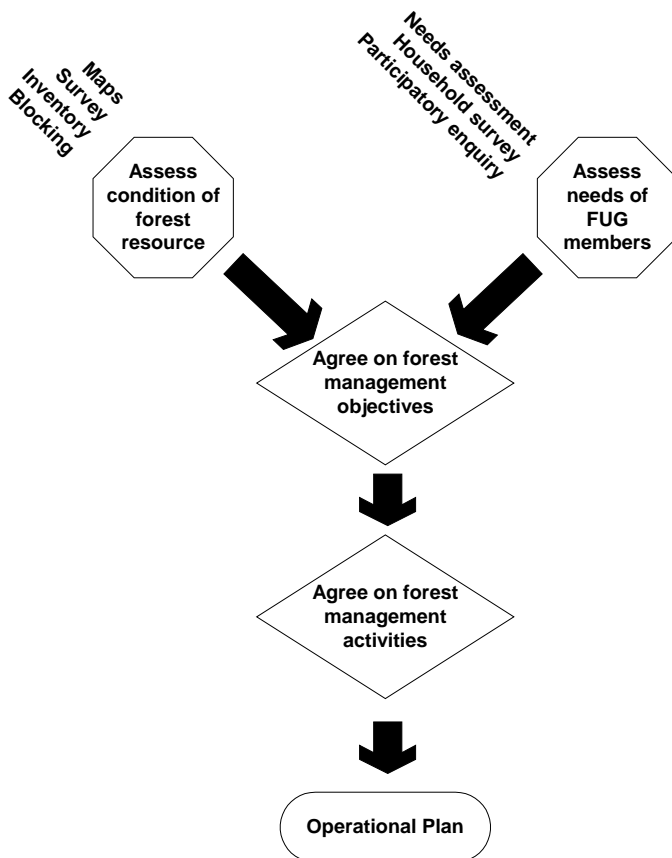 Maps
Survey
Inventory
Blocking
Needs assessment
Household survey
Participatory enquiry
Assess
condition of
forest
resource
Assess
needs of
FUG
members
Agree on forest
management
objectives
Agree on forest
management
activities
Operational Plan